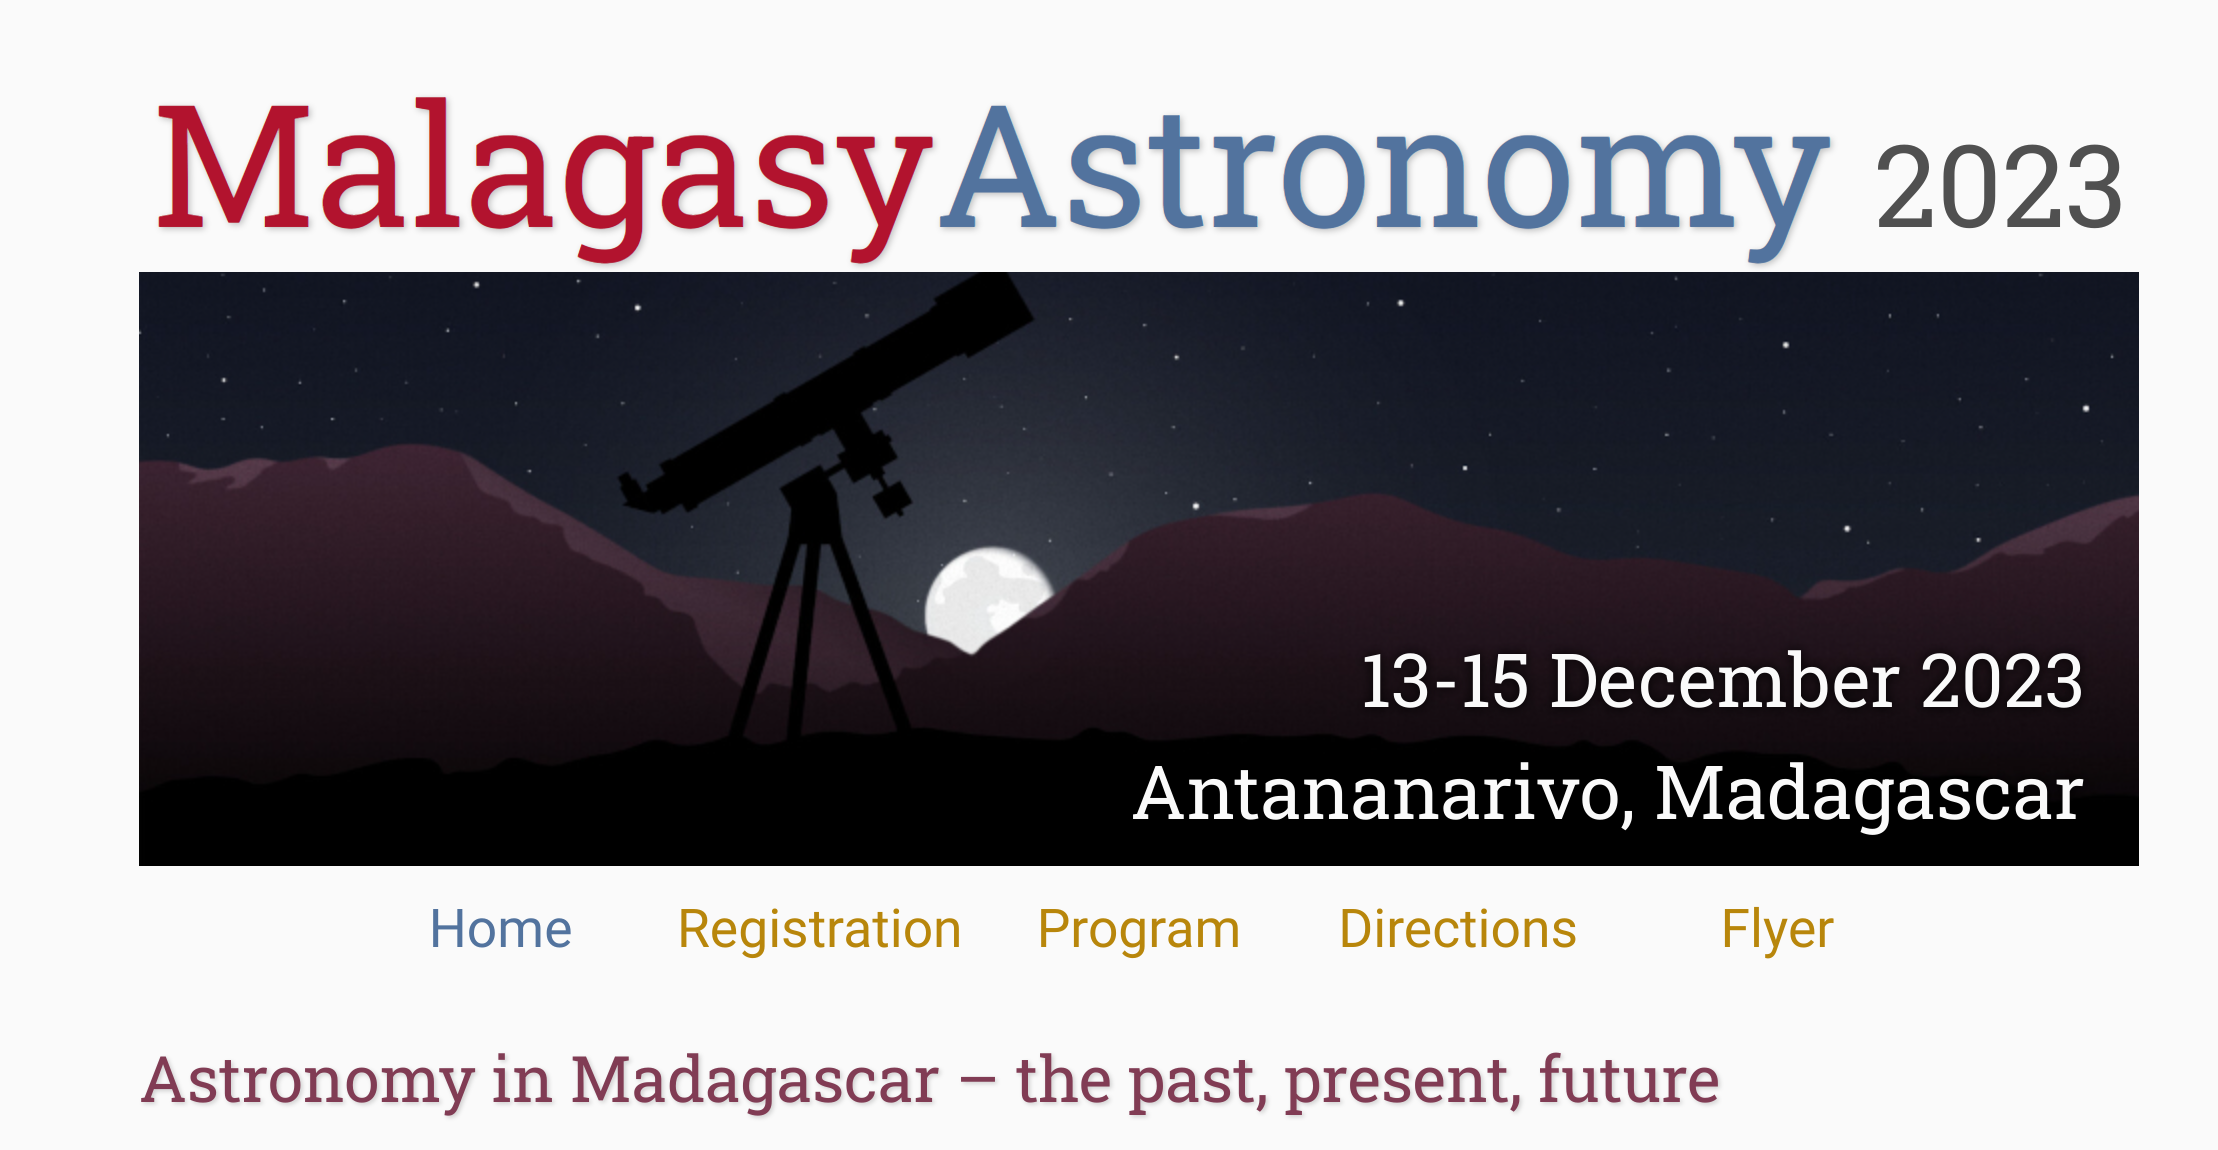 MalagasyAstronomy 2023
13-15 December 2023
Antananarivo, Madagascar
Home Registration Program Directions Flyer
Astronomy in Madagascar – the past, present, future